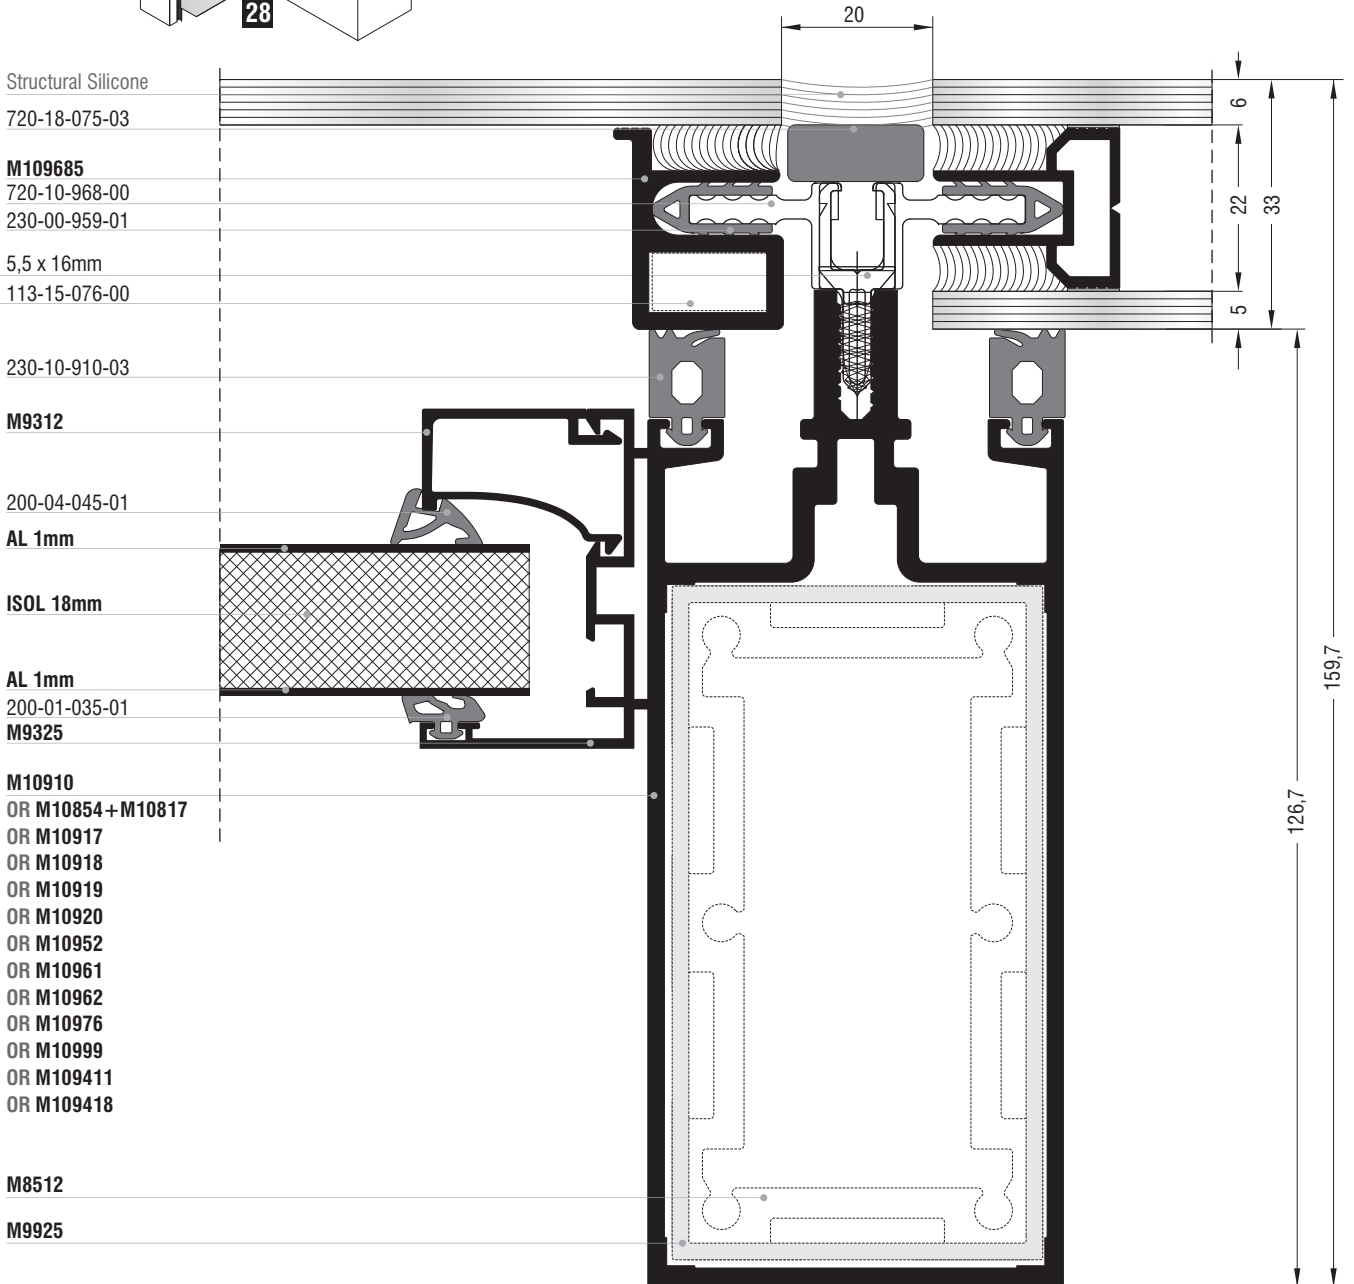 28
20
Structural Silicone
720-18-075-03
M109685
720-10-968-00
230-00-959-01
5,5 x 16mm
113-15-076-00
230-10-910-03
M9312
200-04-045-01
AL 1mm
ISOL 18mm
AL 1mm
200-01-035-01
M9325
M10910
OR M10854+M10817
OR M10917
OR M10918
OR M10919
OR M10920
OR M10952
OR M10961
OR M10962
OR M10976
OR M10999
OR M109411
OR M109418
M8512
M9925
6
22
33
5
159,7
126,7